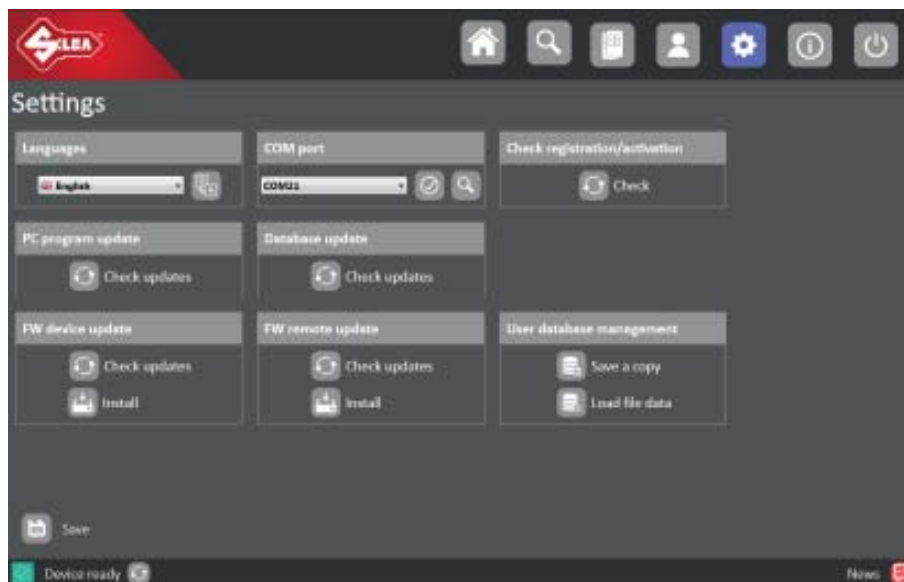 SILCA
Settings
Languages
COM port
Check registration/activation
English
COM21
Check
PC program update
Database update
Check updates
Check updates
FW device update
FW remote update
User database management
Check updates
Check updates
Save a copy
Install
Install
Load file data
Save
Device ready
News